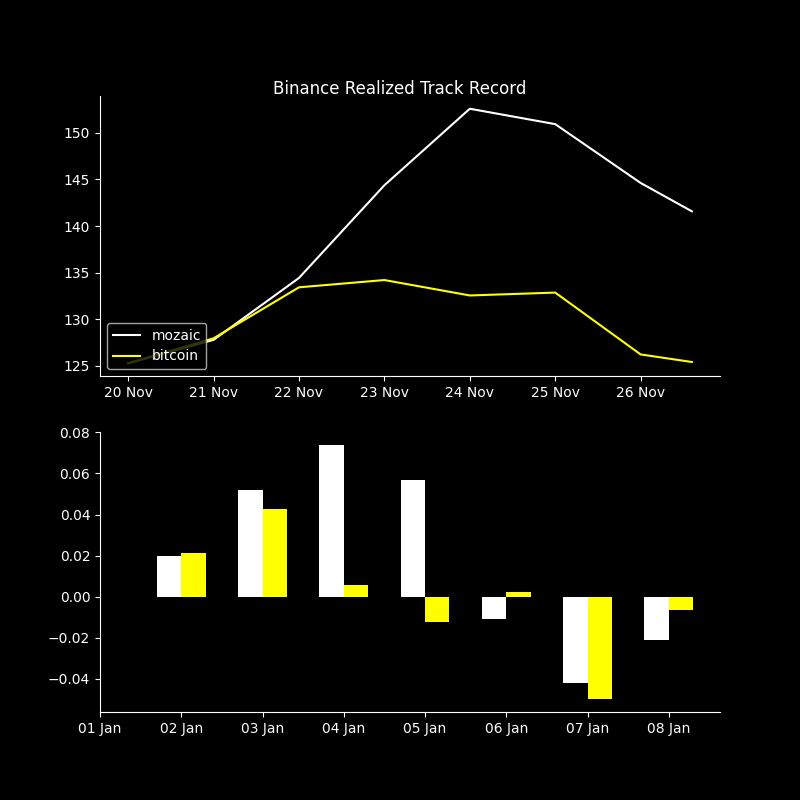 Binance Realized Track Record
150
145
140
135
130
125
mozaic
bitcoin
20 Nov 21 Nov 22 Nov 23 Nov 24 Nov 25 Nov 26 Nov
0.08
0.06
0.04
0.02
0.00
−0.02
−0.04
01 Jan 02 Jan 03 Jan 04 Jan 05 Jan 06 Jan 07 Jan 08 Jan